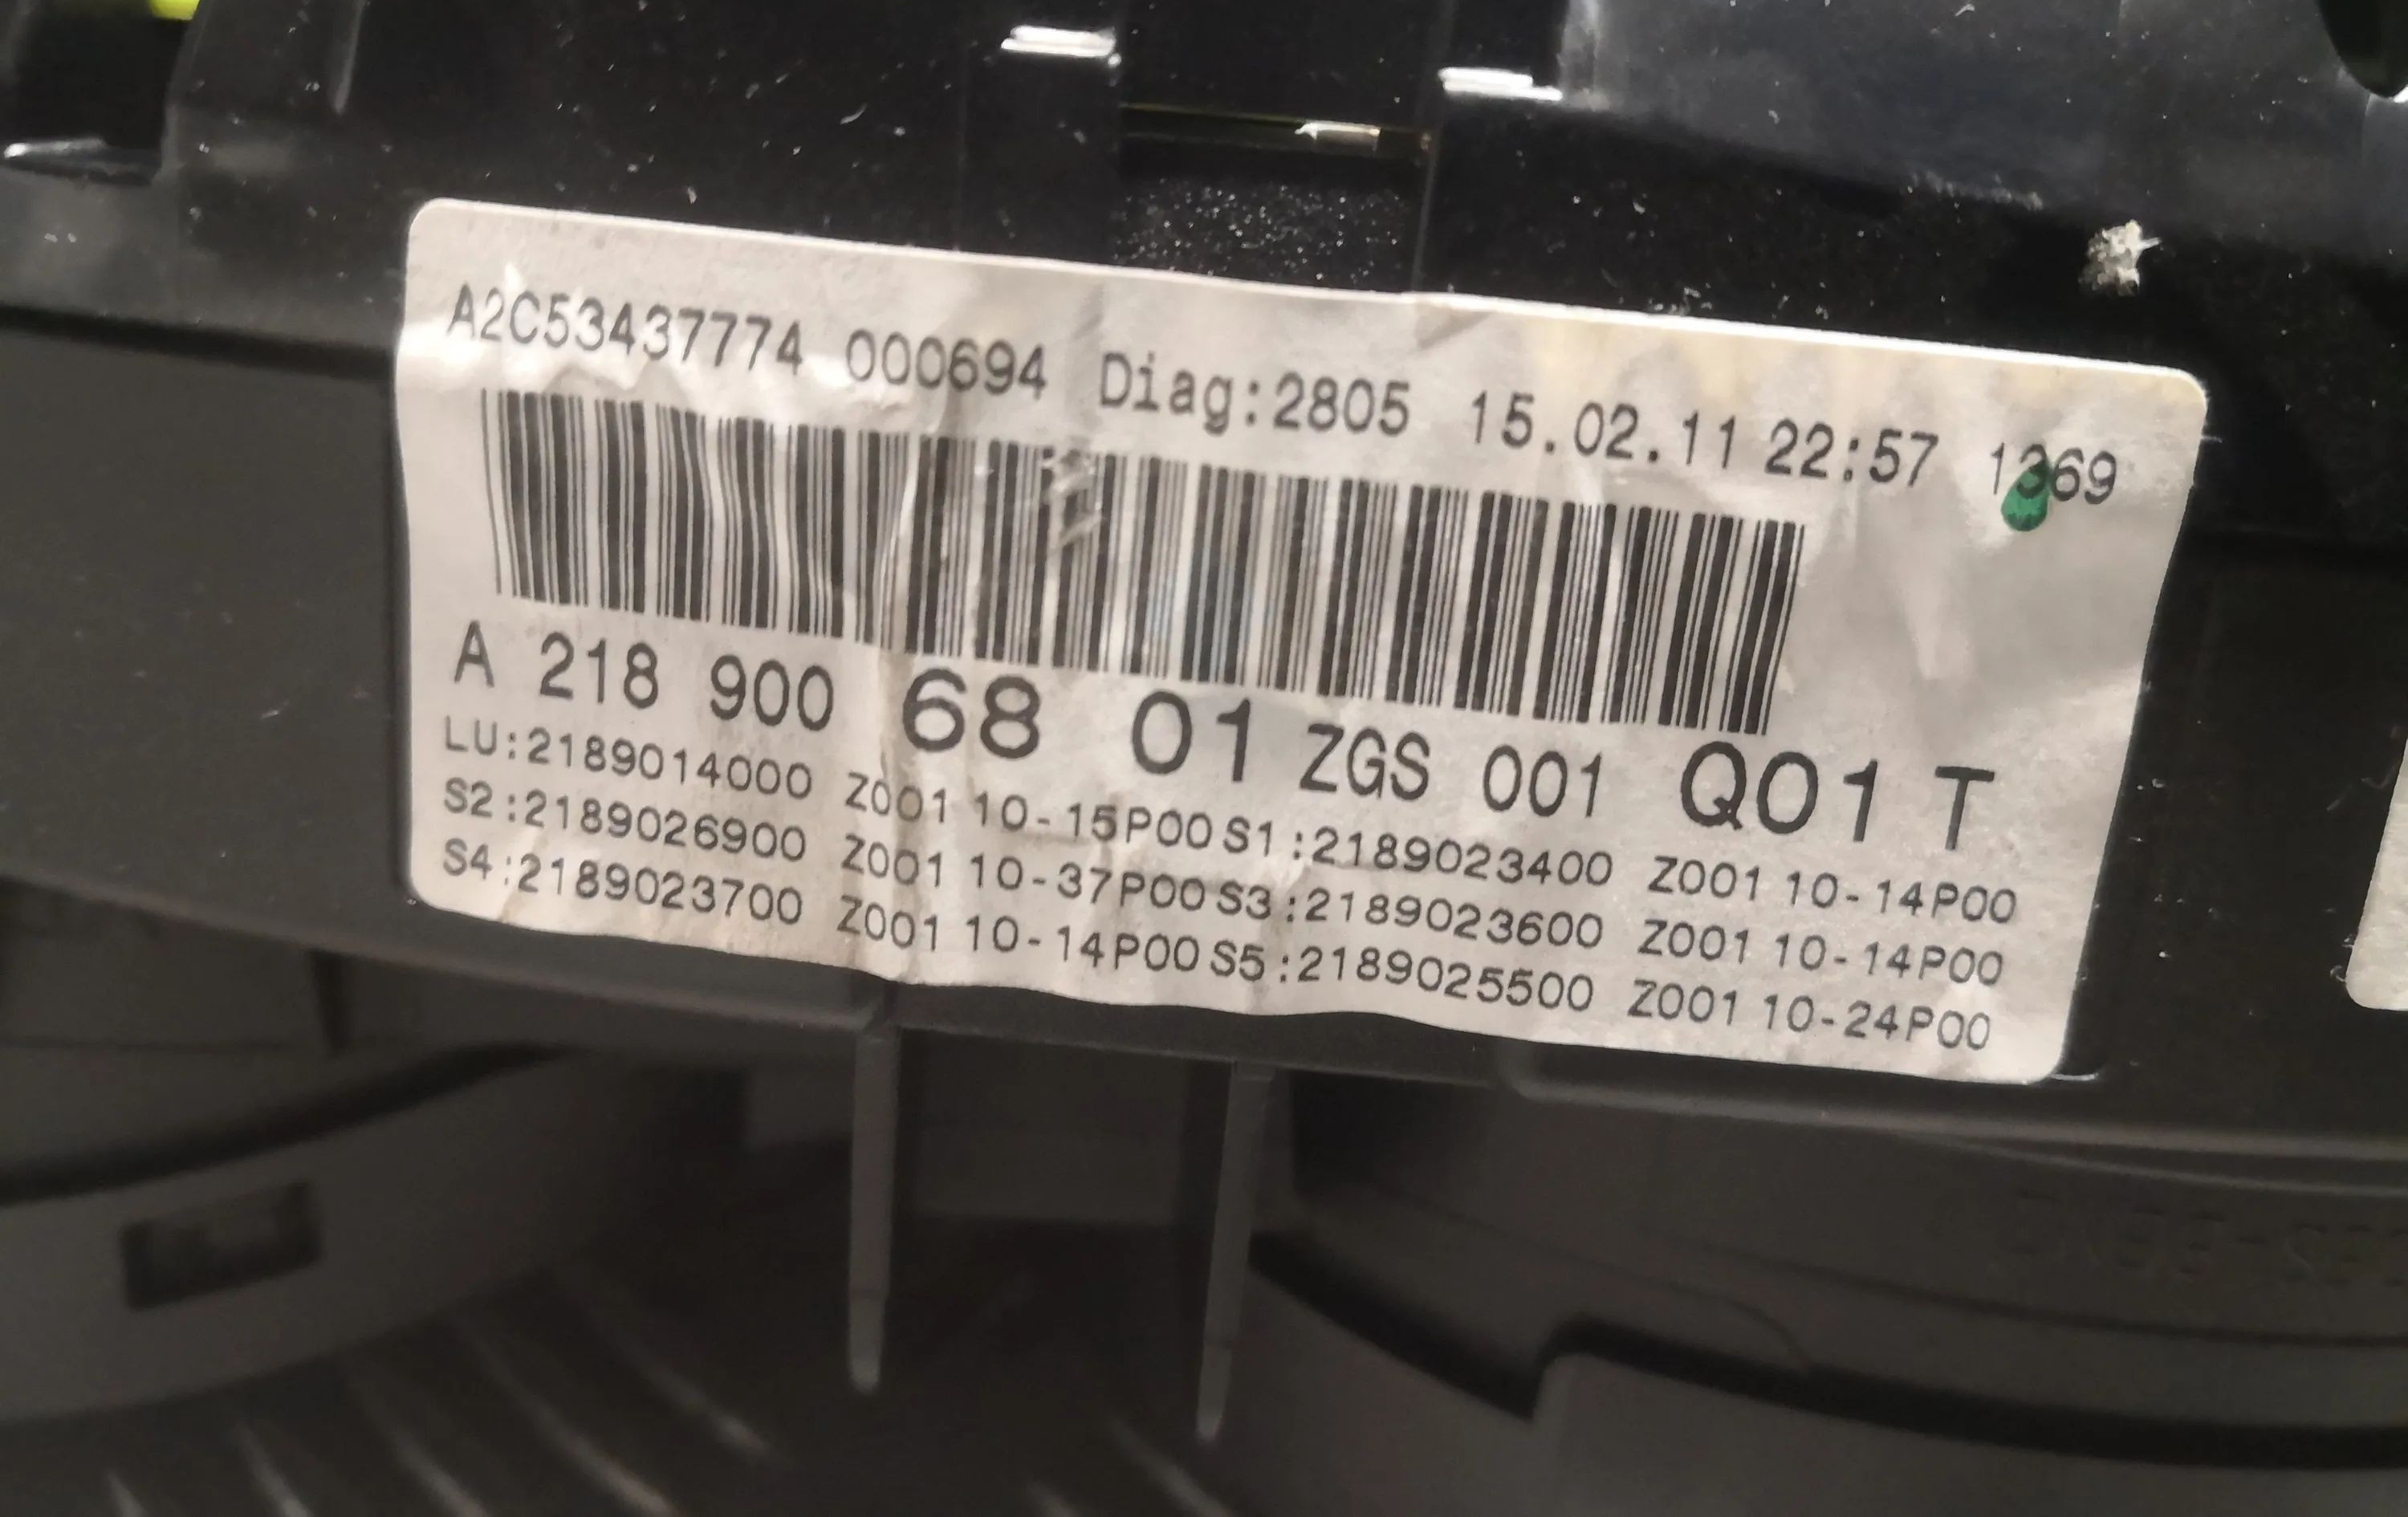 A2C53437774 000694 Diag:2805 15.02.11 22:57 1369
A 218 900 68 01 ZGS 001 Q01 T
LU:2189014000 Z001 10-15P00 S1:2189023400 Z001 10-14P00
S2:2189026900 Z001 10-37P00 S3:2189023600 Z001 10-14P00
S4:2189023700 Z001 10-14P00 S5:2189025500 Z001 10-24P00